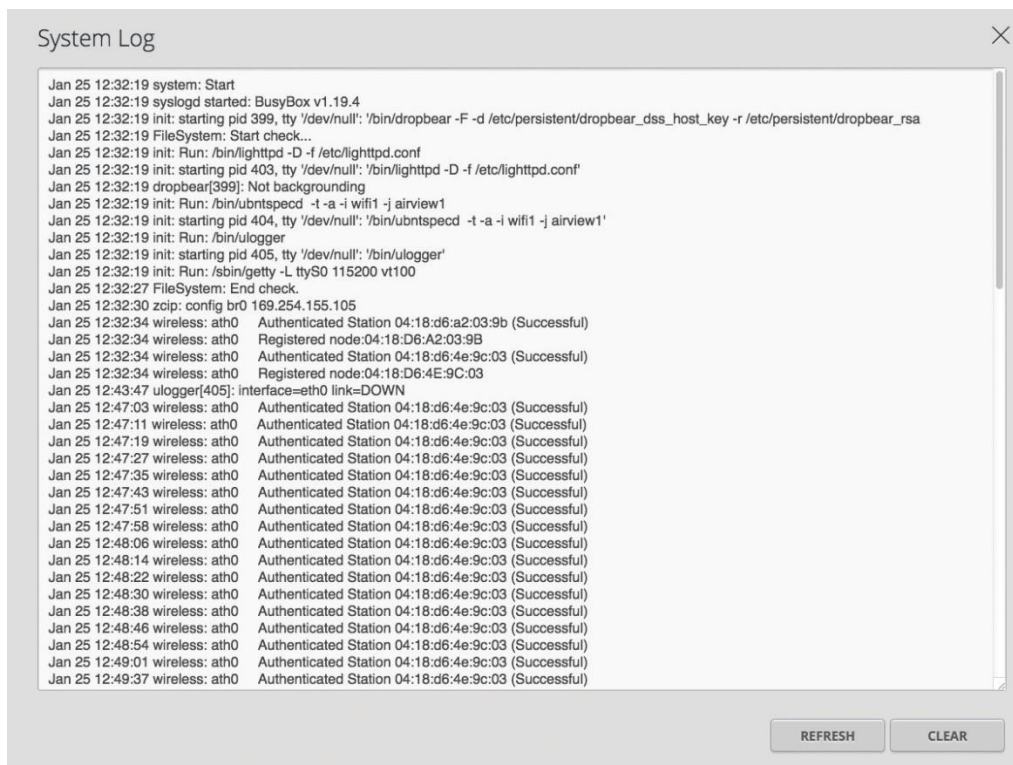 System Log
Jan 25 12:32:19 system: Start
Jan 25 12:32:19 syslogd started: BusyBox v1.19.4
Jan 25 12:32:19 init: starting pid 399, tty '/dev/null': '/bin/dropbear -F -d /etc/persistent/dropbear_dss_host_key -r /etc/persistent/dropbear_rsa
Jan 25 12:32:19 FileSystem: Start check...
Jan 25 12:32:19 init: Run: /bin/lighttpd -D -f /etc/lighttpd.conf
Jan 25 12:32:19 init: starting pid 403, tty '/dev/null': '/bin/lighttpd -D -f /etc/lighttpd.conf'
Jan 25 12:32:19 dropbear[399]: Not backgrounding
Jan 25 12:32:19 init: Run: /bin/ubntspecd -t -a -i wifi1 -j airview1
Jan 25 12:32:19 init: starting pid 404, tty '/dev/null': '/bin/ubntspecd -t -a -i wifi1 -j airview1'
Jan 25 12:32:19 init: Run: /bin/ulogger
Jan 25 12:32:19 init: starting pid 405, tty '/dev/null': '/bin/ulogger'
Jan 25 12:32:19 init: Run: /sbin/getty -L ttyS0 115200 vt100
Jan 25 12:32:27 FileSystem: End check.
Jan 25 12:32:30 zcip: config br0 169.254.155.105
Jan 25 12:32:34 wireless: ath0 Authenticated Station 04:18:d6:a2:03:9b (Successful)
Jan 25 12:32:34 wireless: ath0 Registered node:04:18:D6:A2:03:9B
Jan 25 12:32:34 wireless: ath0 Authenticated Station 04:18:d6:4e:9c:03 (Successful)
Jan 25 12:32:34 wireless: ath0 Registered node:04:18:D6:4E:9C:03
Jan 25 12:43:47 ulogger[405]: interface=eth0 link=DOWN
Jan 25 12:47:03 wireless: ath0 Authenticated Station 04:18:d6:4e:9c:03 (Successful)
Jan 25 12:47:11 wireless: ath0 Authenticated Station 04:18:d6:4e:9c:03 (Successful)
Jan 25 12:47:19 wireless: ath0 Authenticated Station 04:18:d6:4e:9c:03 (Successful)
Jan 25 12:47:27 wireless: ath0 Authenticated Station 04:18:d6:4e:9c:03 (Successful)
Jan 25 12:47:35 wireless: ath0 Authenticated Station 04:18:d6:4e:9c:03 (Successful)
Jan 25 12:47:43 wireless: ath0 Authenticated Station 04:18:d6:4e:9c:03 (Successful)
Jan 25 12:47:51 wireless: ath0 Authenticated Station 04:18:d6:4e:9c:03 (Successful)
Jan 25 12:47:58 wireless: ath0 Authenticated Station 04:18:d6:4e:9c:03 (Successful)
Jan 25 12:48:06 wireless: ath0 Authenticated Station 04:18:d6:4e:9c:03 (Successful)
Jan 25 12:48:14 wireless: ath0 Authenticated Station 04:18:d6:4e:9c:03 (Successful)
Jan 25 12:48:22 wireless: ath0 Authenticated Station 04:18:d6:4e:9c:03 (Successful)
Jan 25 12:48:30 wireless: ath0 Authenticated Station 04:18:d6:4e:9c:03 (Successful)
Jan 25 12:48:38 wireless: ath0 Authenticated Station 04:18:d6:4e:9c:03 (Successful)
Jan 25 12:48:46 wireless: ath0 Authenticated Station 04:18:d6:4e:9c:03 (Successful)
Jan 25 12:48:54 wireless: ath0 Authenticated Station 04:18:d6:4e:9c:03 (Successful)
Jan 25 12:49:01 wireless: ath0 Authenticated Station 04:18:d6:4e:9c:03 (Successful)
Jan 25 12:49:37 wireless: ath0 Authenticated Station 04:18:d6:4e:9c:03 (Successful)
REFRESH CLEAR